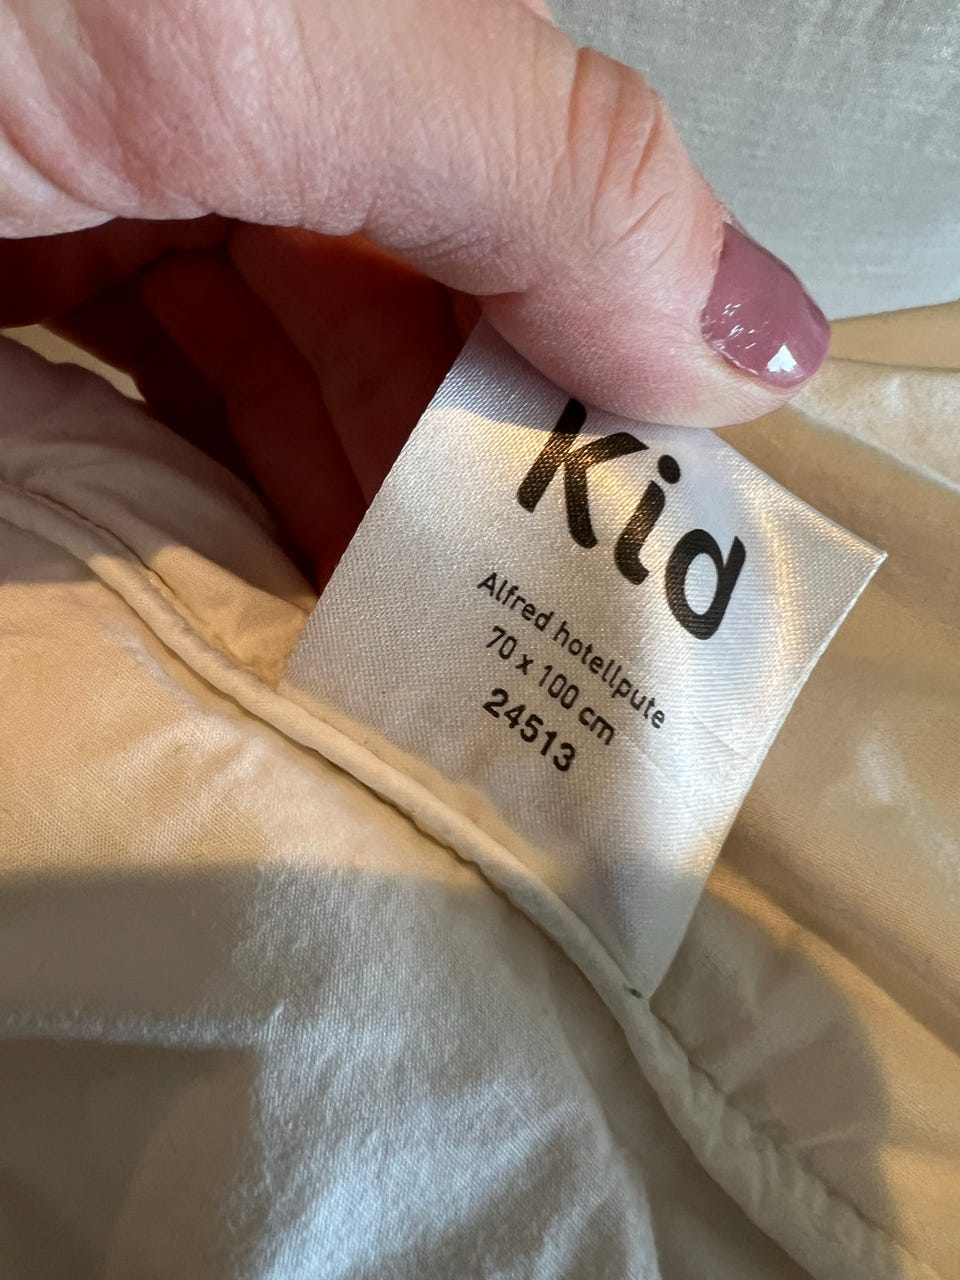 Kid
Alfred hotellpute
70 x 100 cm
24513